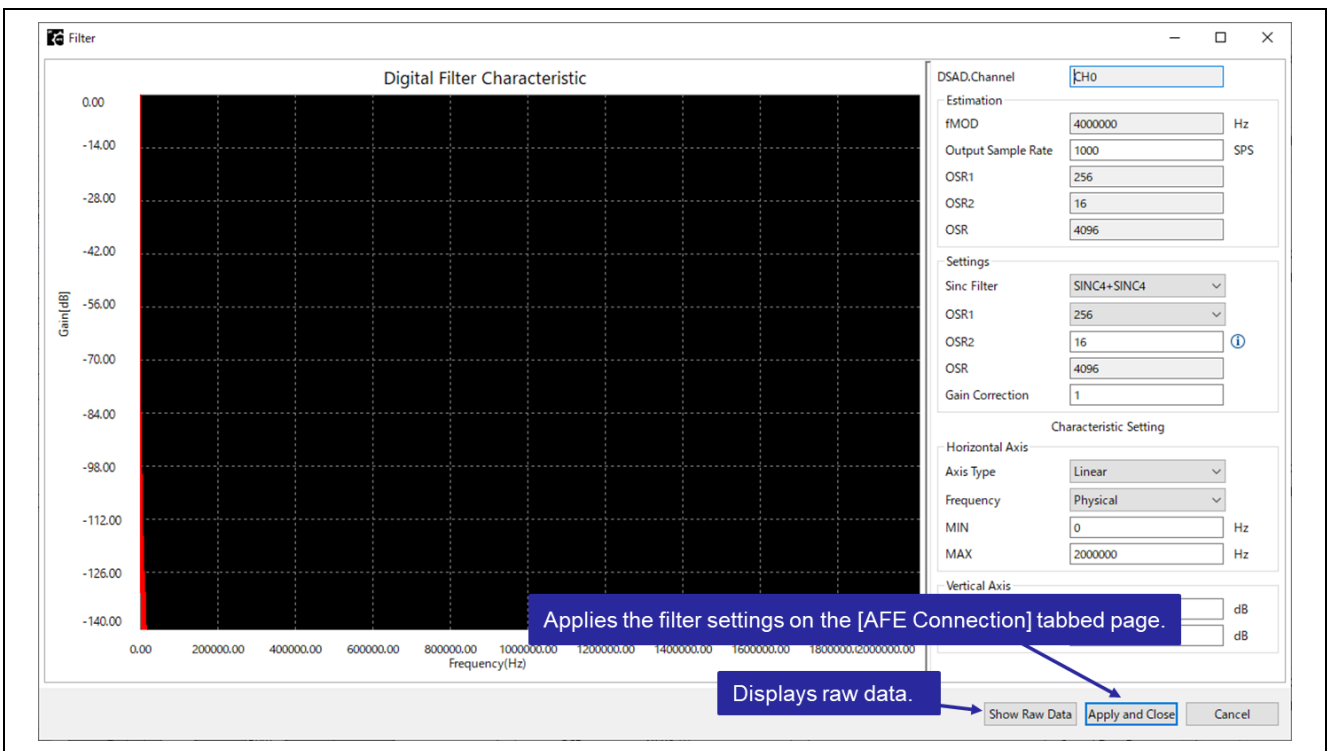 Filter
Digital Filter Characteristic
0.00
-14.00
-28.00
-42.00
-56.00
-70.00
-84.00
-98.00
-112.00
-126.00
-140.00
Gain[dB]
0.00 200000.00 400000.00 600000.00 800000.00 1000000.00 1200000.00 1400000.00 1600000.00 1800000.02000000.00
Frequency(Hz)
DSAD.Channel CH0
Estimation
fMOD 4000000 Hz
Output Sample Rate 1000 SPS
OSR1 256
OSR2 16
OSR 4096
Settings
Sinc Filter SINC4+SINC4
OSR1 256
OSR2 16
OSR 4096
Gain Correction 1
Characteristic Setting
Horizontal Axis
Axis Type Linear
Frequency Physical
MIN 0 Hz
MAX 2000000 Hz
Vertical Axis
dB
dB
Applies the filter settings on the [AFE Connection] tabbed page.
Displays raw data.
Show Raw Data Apply and Close Cancel